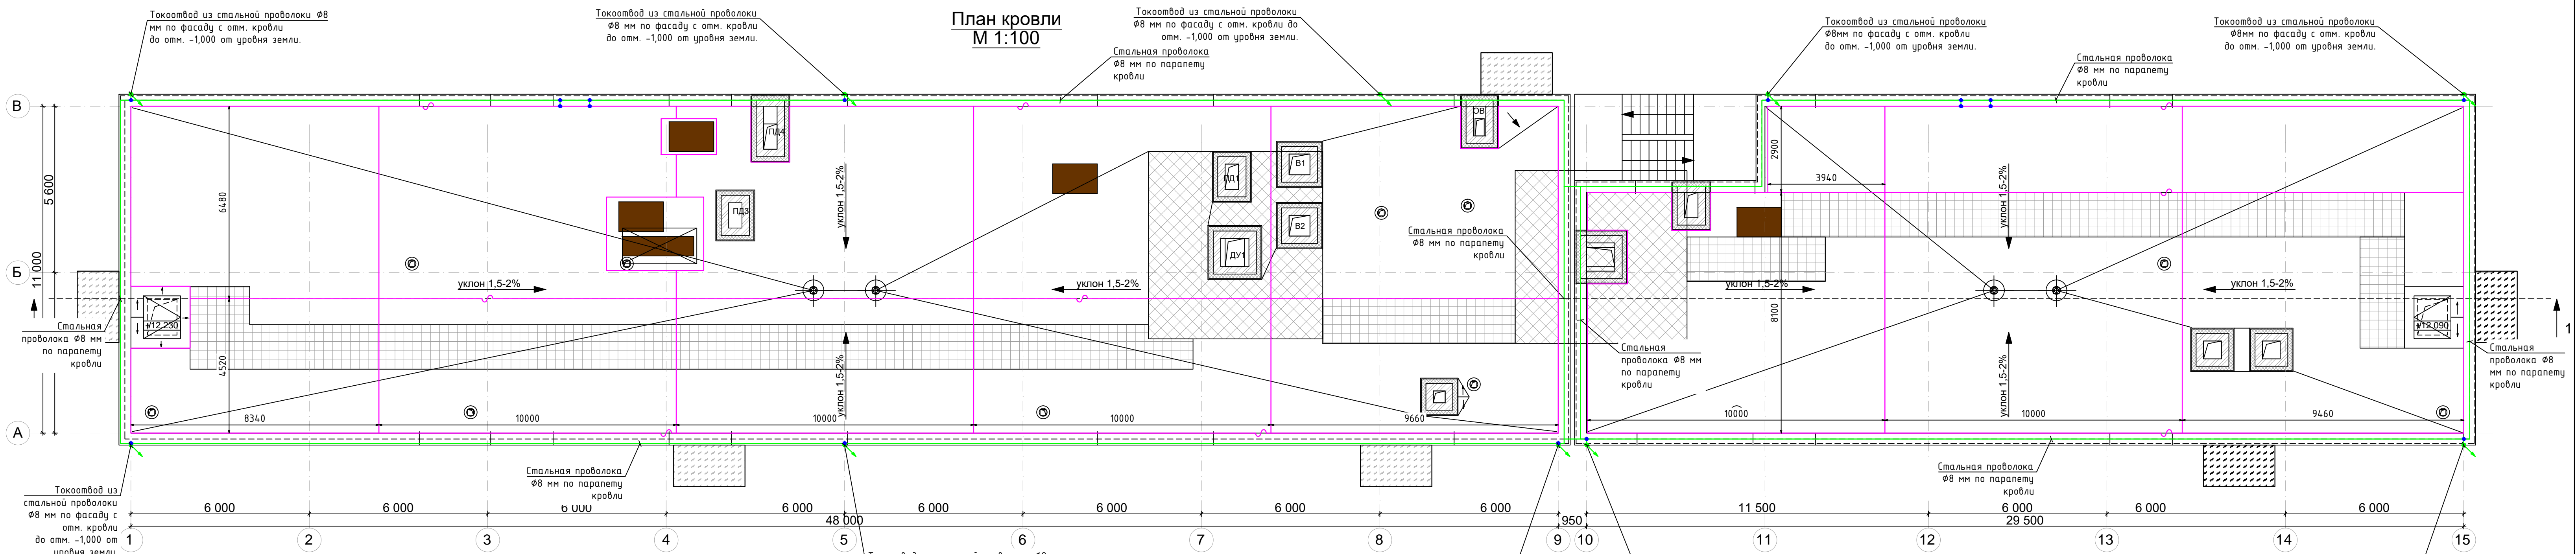 План кровли
М 1:100
Токоотвод из стальной проволоки Ф8
мм по фасаду с отм. кровли
до отм. -1,000 от уровня земли.
Токоотвод из стальной проволоки
Ф8 мм по фасаду с отм. кровли
до отм. -1,000 от уровня земли.
Токоотвод из стальной проволоки
Ф8 мм по фасаду с отм. кровли до
отм. -1,000 от уровня земли.
Стальная проволока
Ф8 мм по парапету
кровли
Токоотвод из стальной проволоки
Ф8мм по фасаду с отм. кровли
до отм. -1,000 от уровня земли.
Стальная проволока
Ф8 мм по парапету
кровли
Токоотвод из стальной проволоки
Ф8мм по фасаду с отм. кровли
до отм. -1,000 от уровня земли.
В
Б
А
5 600
11 000
6480
4520
ПД4
ПД3
ПД1
В1
В2
ДУ1
ОВ
уклон 1,5-2%
уклон 1,5-2%
уклон 1,5-2%
уклон 1,5-2%
2900
3940
8100
уклон 1,5-2%
уклон 1,5-2%
уклон 1,5-2%
уклон 1,5-2%
12,230
12,090
1
Стальная
проволока Ф8 мм
по парапету
кровли
Стальная проволока
Ф8 мм по парапету
кровли
Стальная
проволока Ф8 мм
по парапету
кровли
Стальная
проволока Ф8
мм по парапету
кровли
8340
10000
10000
10000
9660
10000
10000
9460
Стальная проволока
Ф8 мм по парапету
кровли
Стальная проволока
Ф8 мм по парапету
кровли
Токоотвод из
стальной проволоки
Ф8 мм по фасаду с
отм. кровли
до отм. -1,000 от
уровня земли.
6 000
6 000
6 000
6 000
6 000
6 000
6 000
6 000
11 500
6 000
6 000
6 000
48 000
950
29 500
1
2
3
4
5
6
7
8
9
10
11
12
13
14
15